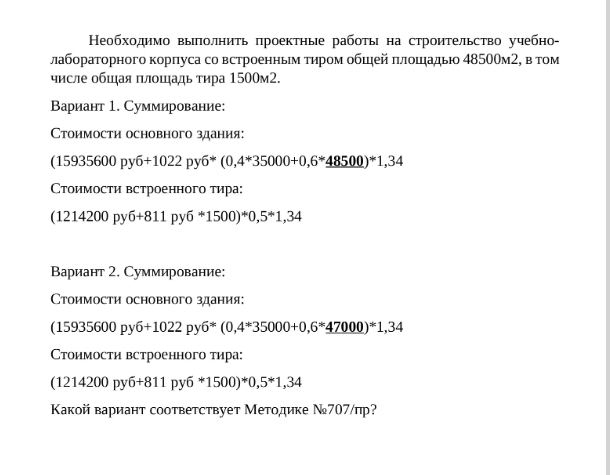 Необходимо выполнить проектные работы на строительство учебно-
лабораторного корпуса со встроенным тиром общей площадью 48500м2, в том
числе общая площадь тира 1500м2.
Вариант 1. Суммирование:
Стоимости основного здания:
(15935600 руб+1022 руб* (0,4*35000+0,6*48500)*1,34
Стоимости встроенного тира:
(1214200 руб+811 руб *1500)*0,5*1,34
Вариант 2. Суммирование:
Стоимости основного здания:
(15935600 руб+1022 руб* (0,4*35000+0,6*47000)*1,34
Стоимости встроенного тира:
(1214200 руб+811 руб *1500)*0,5*1,34
Какой вариант соответствует Методике №707/пр?